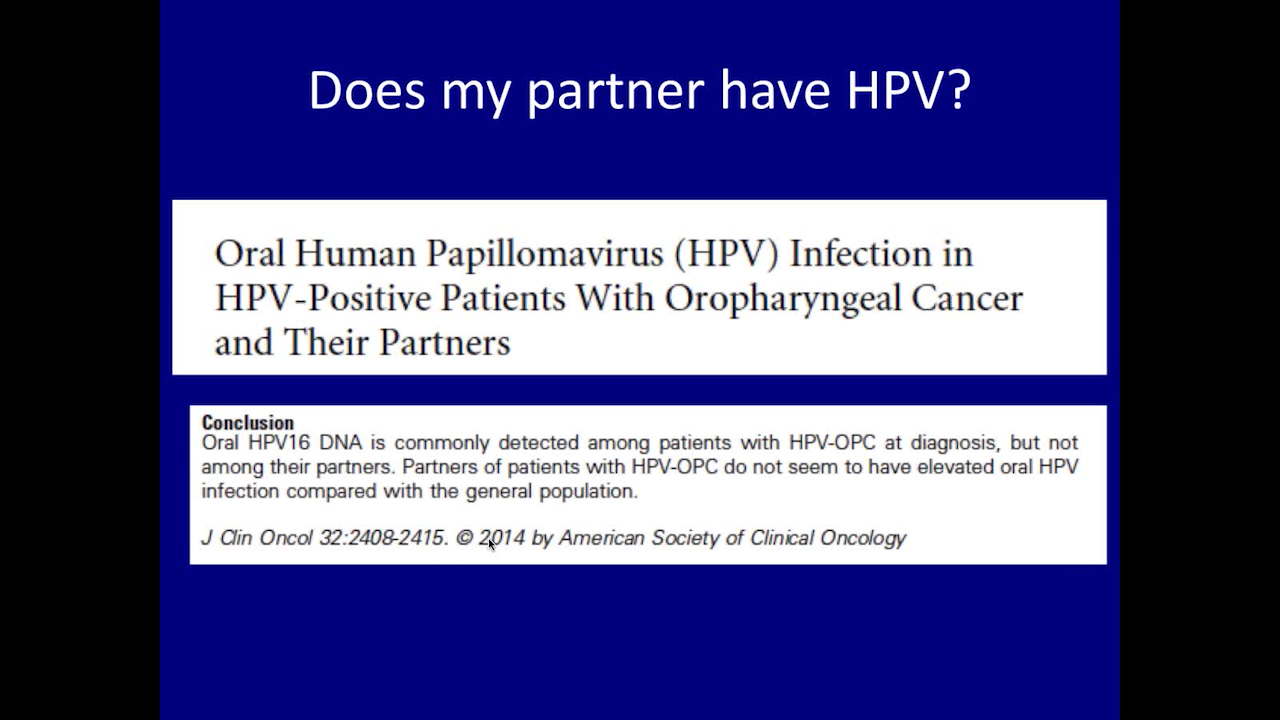 Does my partner have HPV?
Oral Human Papillomavirus (HPV) Infection in
HPV-Positive Patients With Oropharyngeal Cancer
and Their Partners
Conclusion
Oral HPV16 DNA is commonly detected among patients with HPV-OPC at diagnosis, but not
among their partners. Partners of patients with HPV-OPC do not seem to have elevated oral HPV
infection compared with the general population.
J Clin Oncol 32:2408-2415. © 2014 by American Society of Clinical Oncology